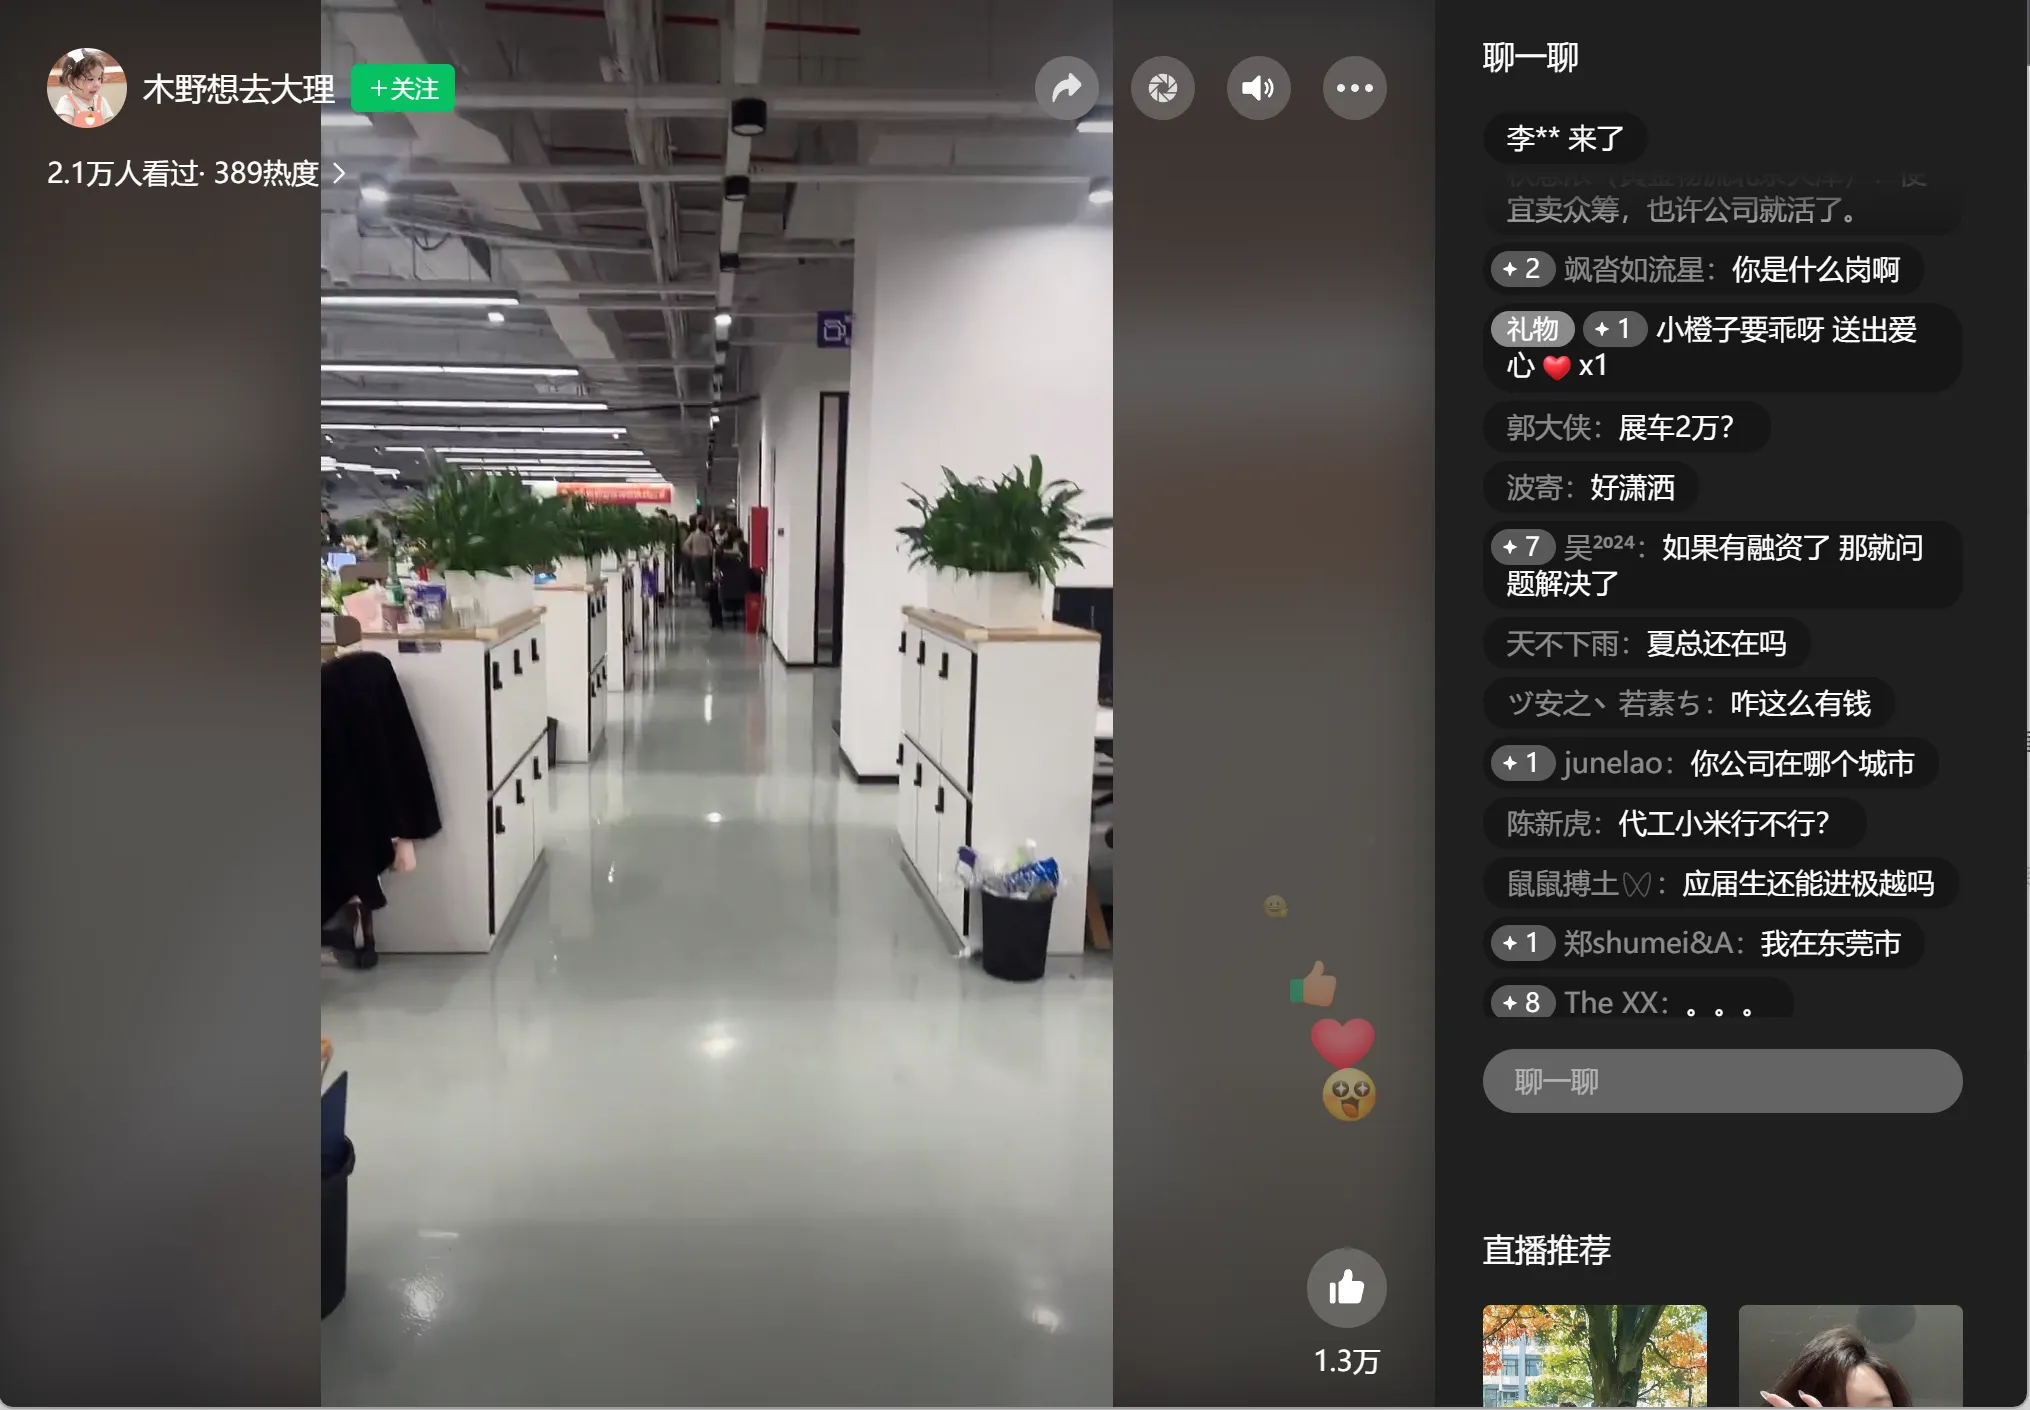 木野想去大理
+关注
2.1万人看过· 389热度 >
1.3万
聊一聊
李** 来了
宜卖众筹，也许公司就活了。
2 飒沓如流星：你是什么岗啊
礼物 1 小橙子要乖呀 送出爱
心 x1
郭大侠：展车2万？
波寄：好潇洒
7 吴²⁰²⁴：如果有融资了 那就问
题解决了
天不下雨：夏总还在吗
ヅ安之丶若素ち：咋这么有钱
1 junelao：你公司在哪个城市
陈新虎：代工小米行不行？
鼠鼠搏土：应届生还能进极越吗
1 郑shumei&A：我在东莞市
8 The XX：。。。
聊一聊
直播推荐